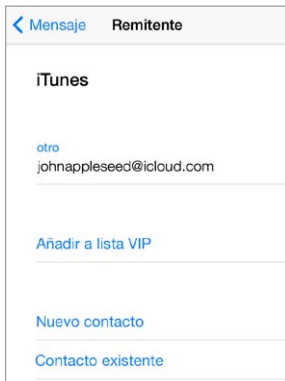 Mensaje Remitente
iTunes
otro
johnappleseed@icloud.com
Añadir a lista VIP
Nuevo contacto
Contacto existente